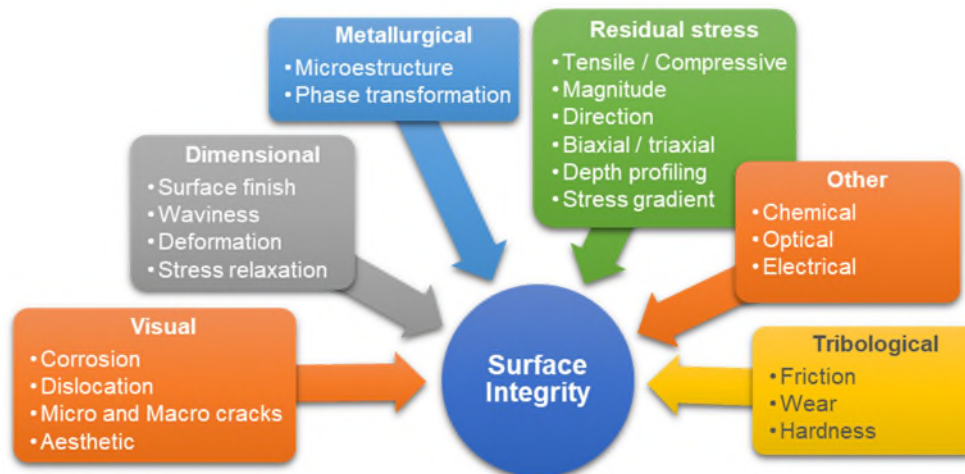 Metallurgical
•Microestructure
•Phase transformation
Residual stress
•Tensile / Compressive
•Magnitude
•Direction
•Biaxial / triaxial
•Depth profiling
•Stress gradient
Dimensional
•Surface finish
•Waviness
•Deformation
•Stress relaxation
Other
•Chemical
•Optical
•Electrical
Visual
•Corrosion
•Dislocation
•Micro and Macro cracks
•Aesthetic
Surface
Integrity
Tribological
•Friction
•Wear
•Hardness